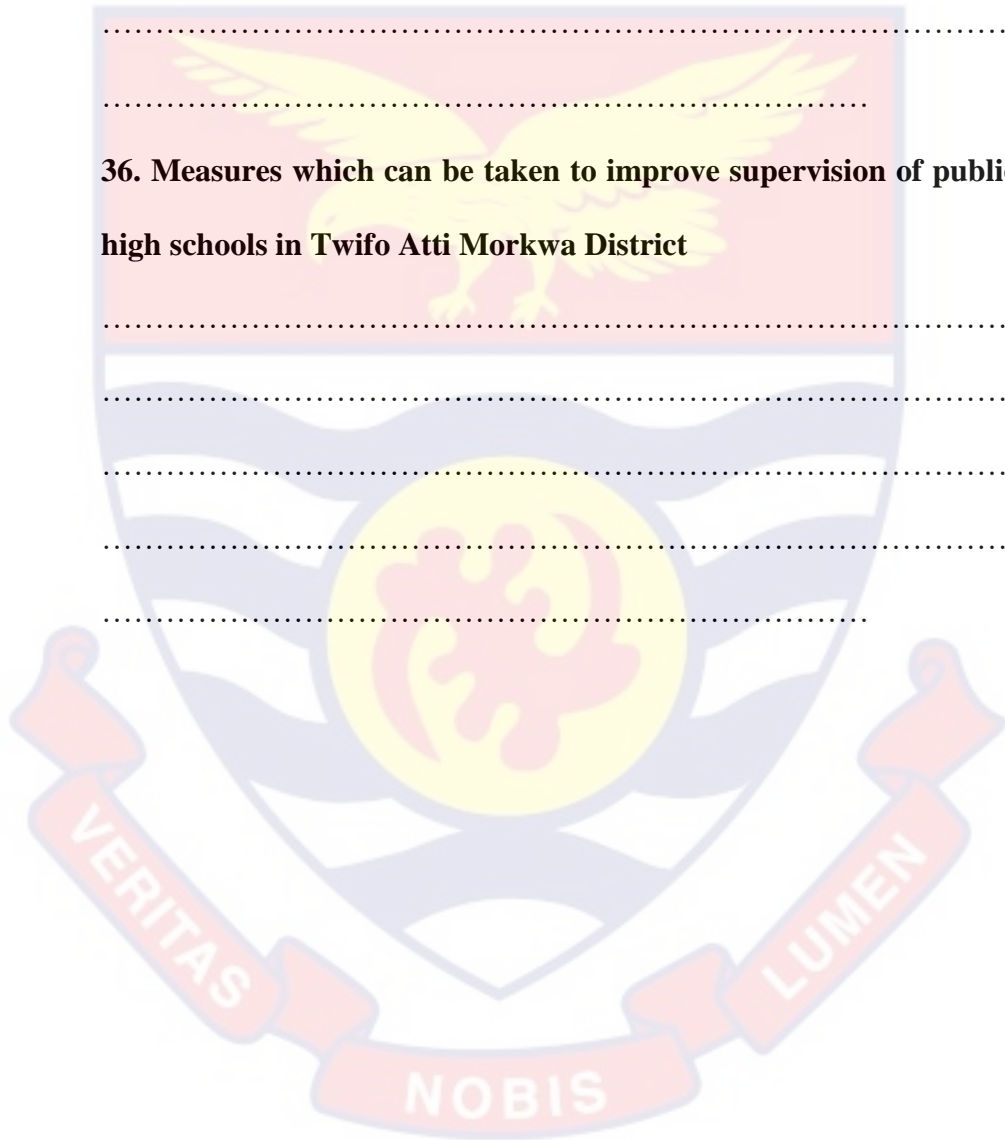 …………………………………………………………………………
………………………………………………………………
36. Measures which can be taken to improve supervision of public
high schools in Twifo Atti Morkwa District
…………………………………………………………………………
…………………………………………………………………………
…………………………………………………………………………
…………………………………………………………………………
………………………………………………………………
VERITAS
NOBIS
LUMEN